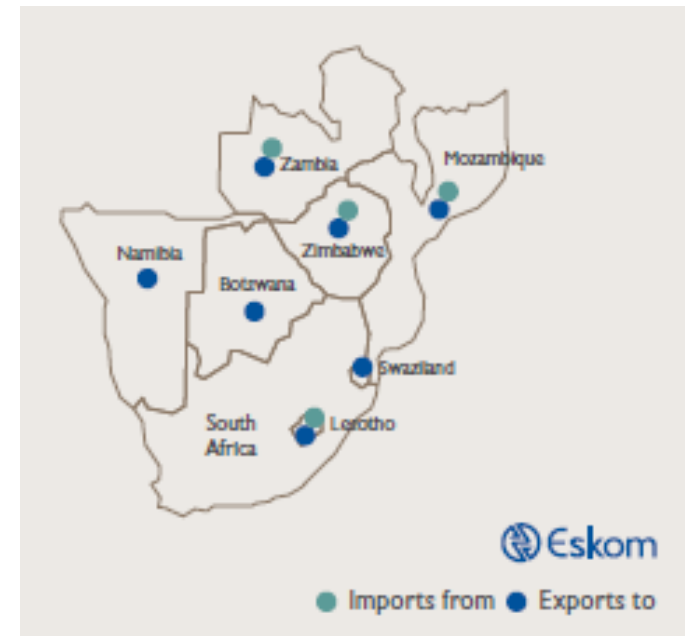 Zambia
Mozambique
Zimbabwe
Namibia
Botswana
Swaziland
South
Africa
Lesotho
Eskom
Imports from
Exports to